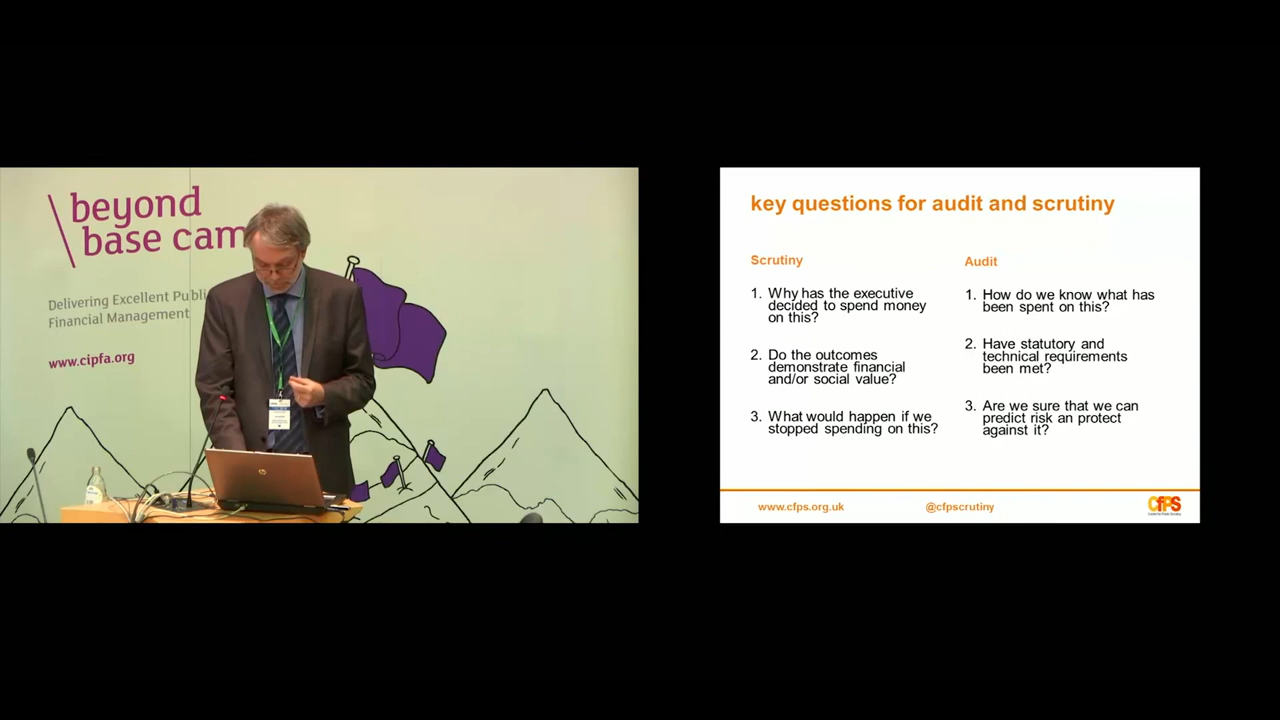 beyond
base cam
Delivering Excellent Publi
Financial Management
www.cipfa.org
key questions for audit and scrutiny
Scrutiny
1. Why has the executive
decided to spend money
on this?
2. Do the outcomes
demonstrate financial
and/or social value?
3. What would happen if we
stopped spending on this?
Audit
1. How do we know what has
been spent on this?
2. Have statutory and
technical requirements
been met?
3. Are we sure that we can
predict risk an protect
against it?
www.cfps.org.uk
@cfpscrutiny
CfPS